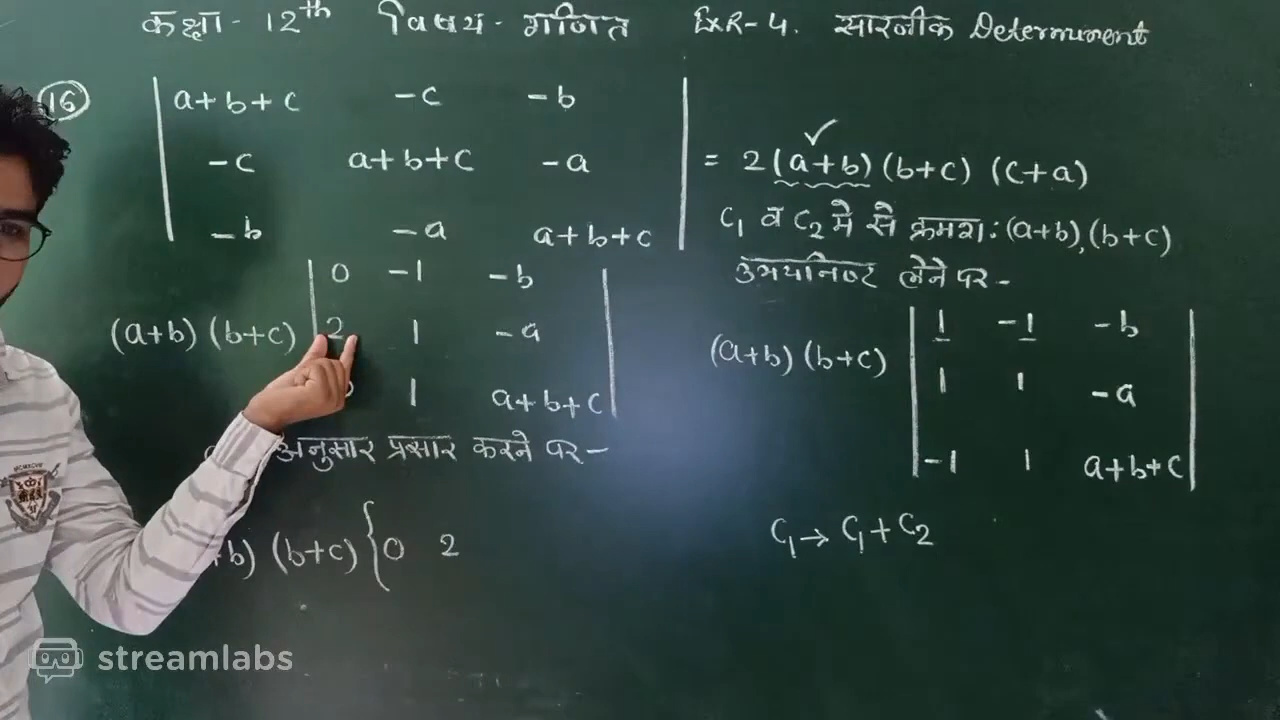 कक्षा- 12th विषय- गणित EXR-4. सारणीक Determinent
16
a+b+c -c -b
-c a+b+c -a = 2(a+b)(b+c)(c+a)
-b -a a+b+c
C1 व C2 मे से क्रमश: (a+b),(b+c)
उभयनिष्ट लेने पर-
(a+b)(b+c)
1 -1 -b
1 1 -a
-1 1 a+b+c
C1→C1+C2
(a+b)(b+c)
0 -1 -b
2 1 -a
1 a+b+c
अनुसार प्रसार करने पर-
+b)(b+c){0 2
streamlabs